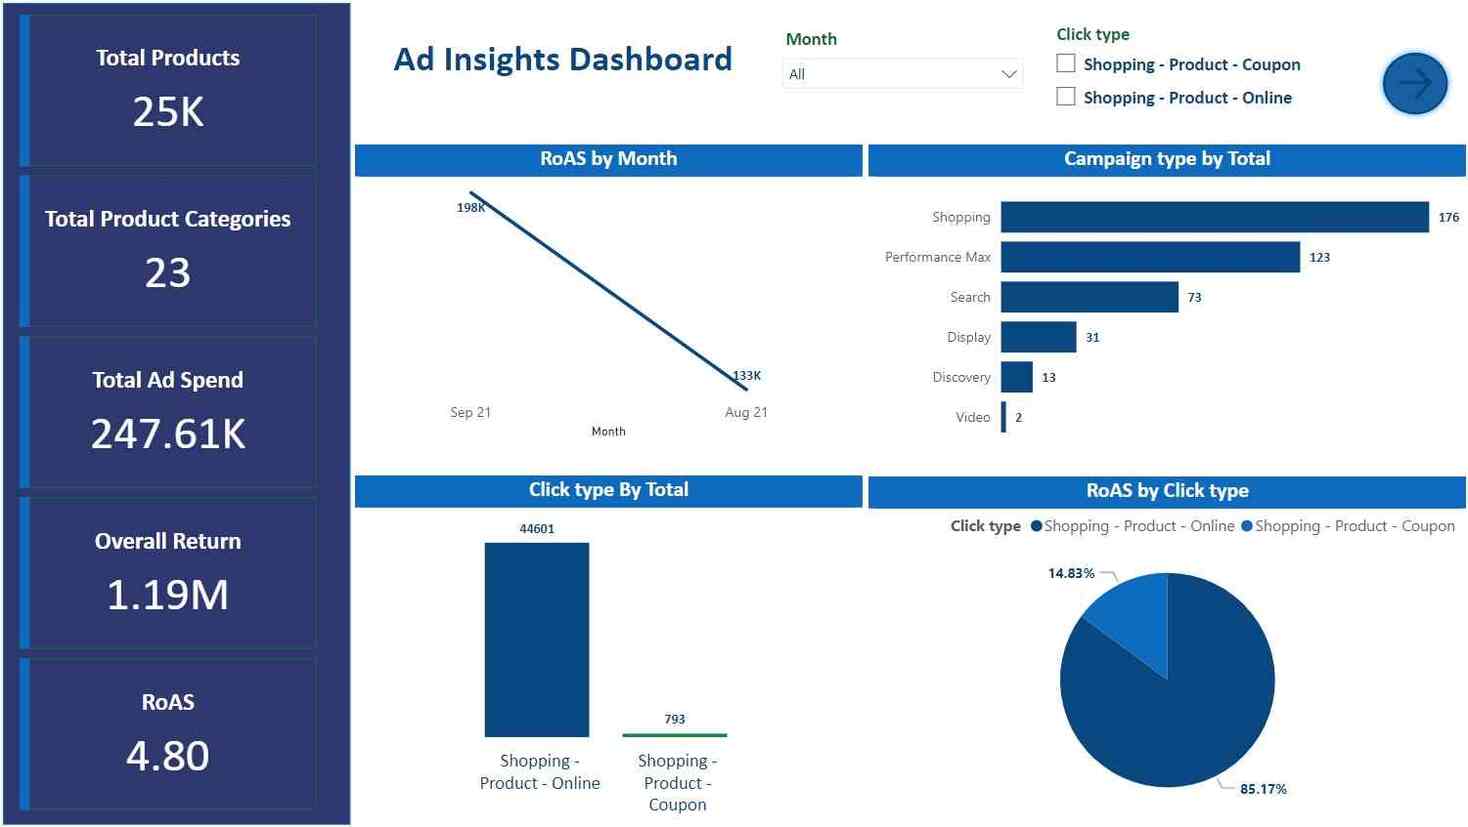 Total Products
25K
Total Product Categories
23
Total Ad Spend
247.61K
Overall Return
1.19M
RoAS
4.80
Ad Insights Dashboard
Month
All
Click type
Shopping - Product - Coupon
Shopping - Product - Online
RoAS by Month
198K
133K
Sep 21
Aug 21
Month
Campaign type by Total
Shopping
176
Performance Max
123
Search
73
Display
31
Discovery
13
Video
2
Click type By Total
44601
793
Shopping -
Product - Online
Shopping -
Product -
Coupon
RoAS by Click type
Click type Shopping - Product - Online Shopping - Product - Coupon
14.83%
85.17%